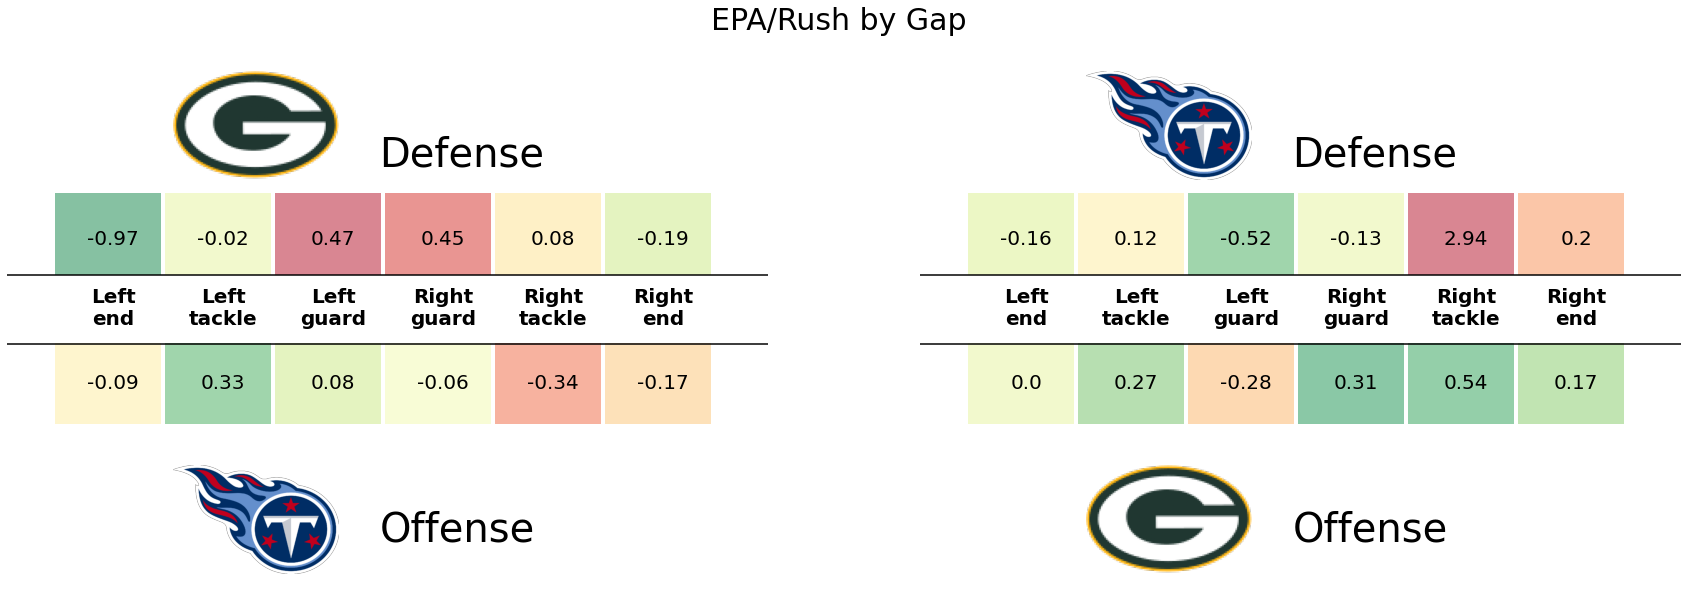 EPA/Rush by Gap
G
Defense
-0.97 -0.02 0.47 0.45 0.08 -0.19
Left end Left tackle Left guard Right guard Right tackle Right end
-0.09 0.33 0.08 -0.06 -0.34 -0.17
T
Offense
T
Defense
-0.16 0.12 -0.52 -0.13 2.94 0.2
Left end Left tackle Left guard Right guard Right tackle Right end
0.0 0.27 -0.28 0.31 0.54 0.17
G
Offense